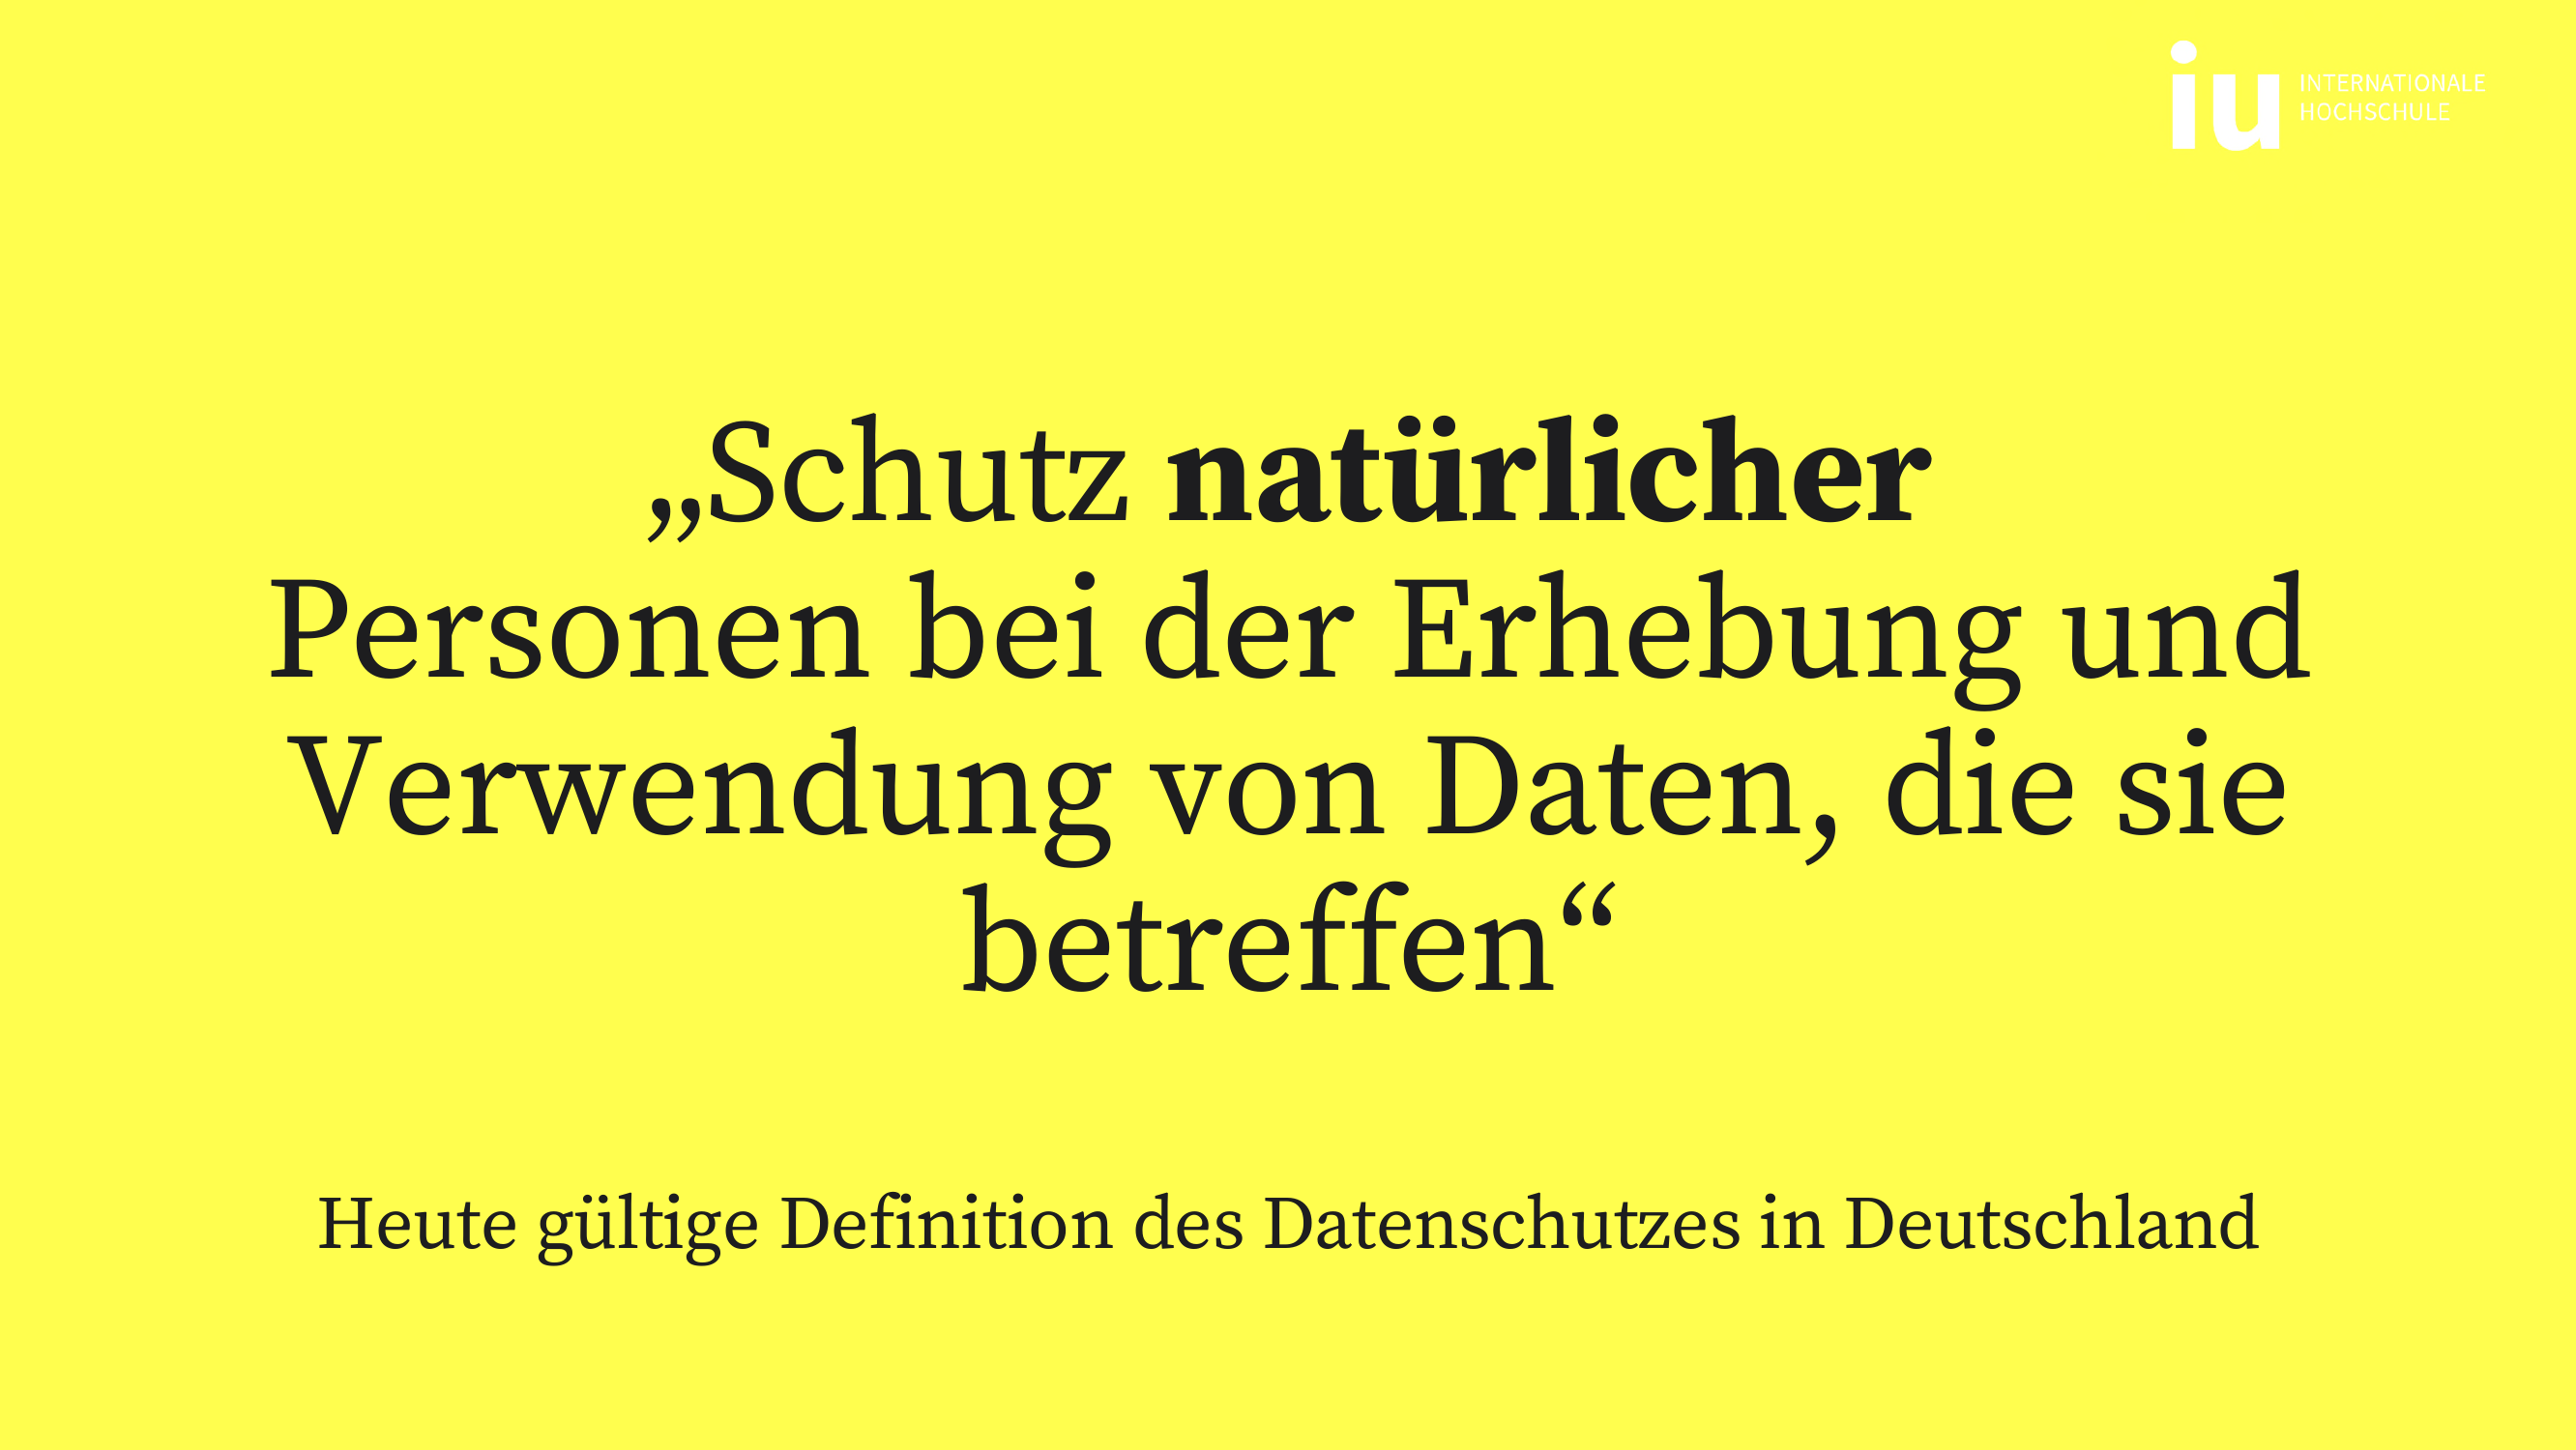 iu INTERNATIONALE
HOCHSCHULE
„Schutz natürlicher
Personen bei der Erhebung und
Verwendung von Daten, die sie
betreffen“
Heute gültige Definition des Datenschutzes in Deutschland